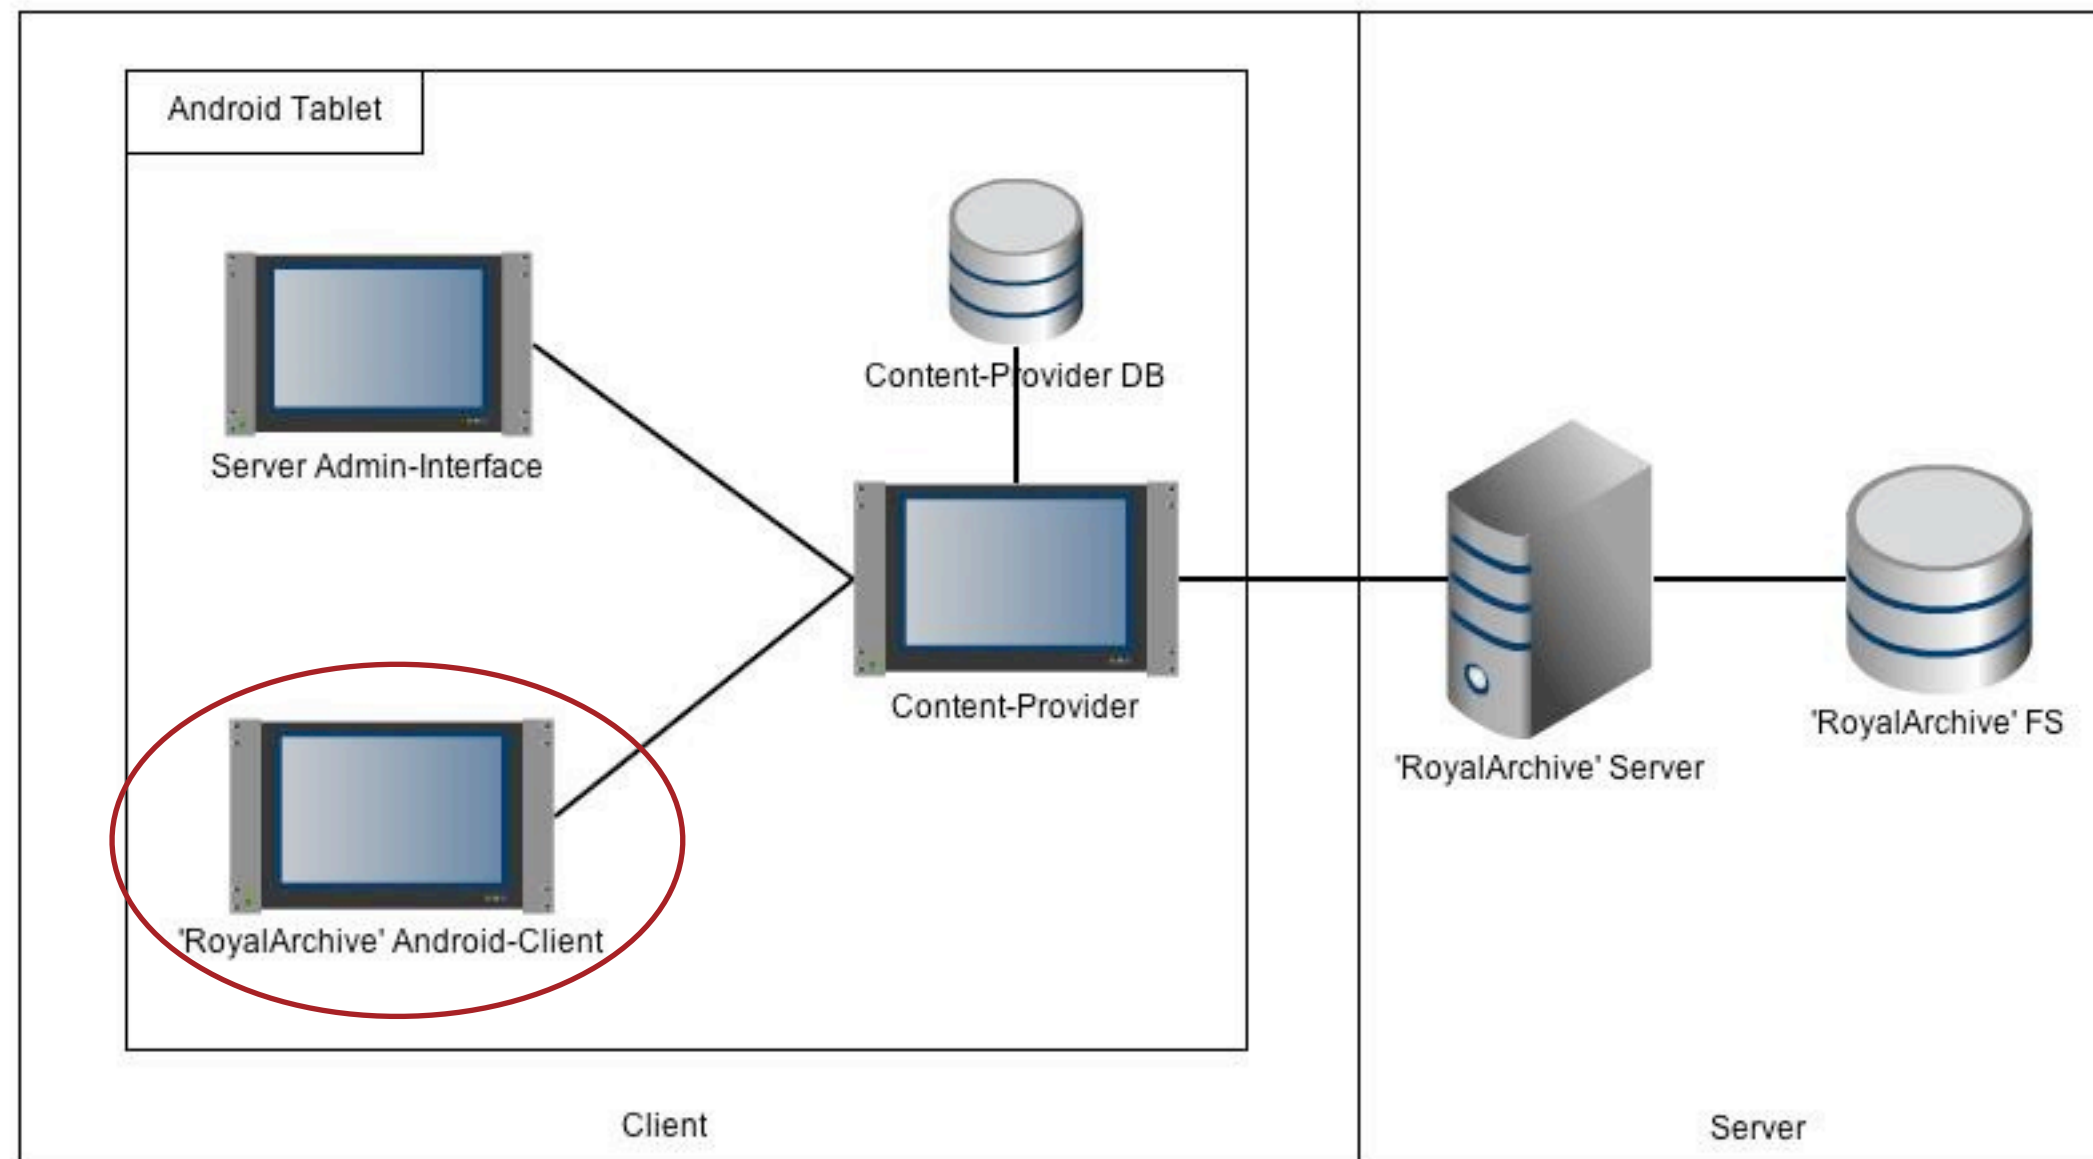 Android Tablet
Content-Provider DB
Server Admin-Interface
Content-Provider
'RoyalArchive' FS
'RoyalArchive' Server
'RoyalArchive' Android-Client
Client
Server